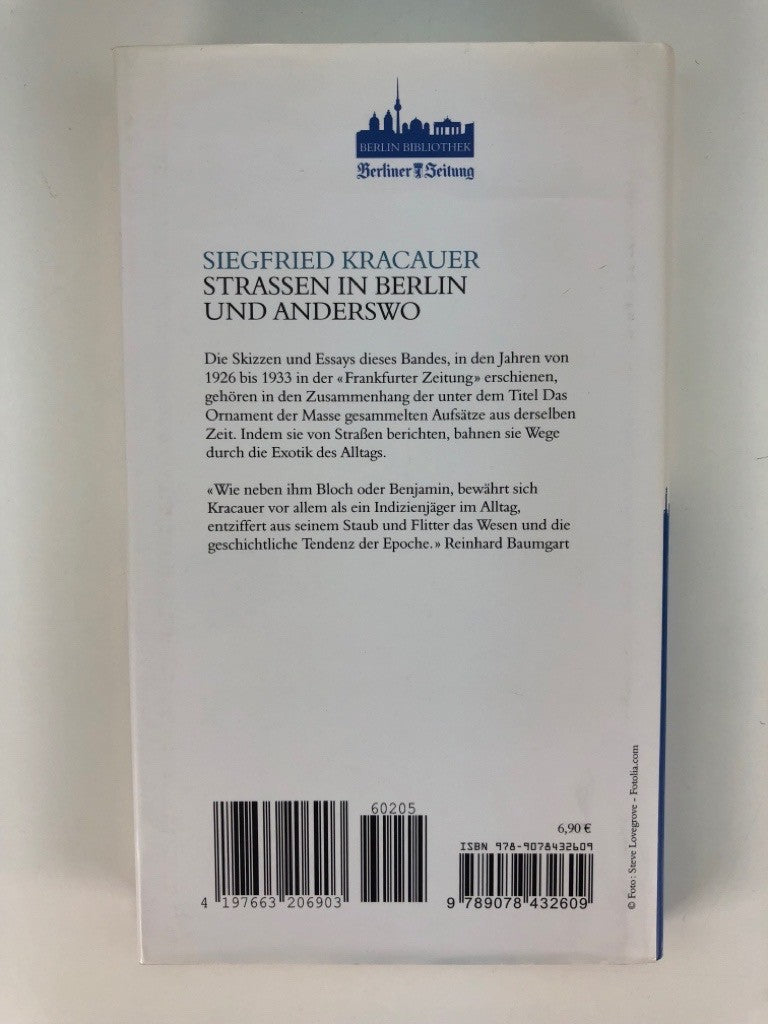 BERLIN BIBLIOTHEK
Berliner Zeitung
SIEGFRIED KRACAUER
STRASSEN IN BERLIN
UND ANDERSWO
Die Skizzen und Essays dieses Bandes, in den Jahren von
1926 bis 1933 in der «Frankfurter Zeitung» erschienen,
gehören in den Zusammenhang der unter dem Titel Das
Ornament der Masse gesammelten Aufsätze aus derselben
Zeit. Indem sie von Straßen berichten, bahnen sie Wege
durch die Exotik des Alltags.
«Wie neben ihm Bloch oder Benjamin, bewährt sich
Kracauer vor allem als ein Indizienjäger im Alltag,
entziffert aus seinem Staub und Flitter das Wesen und die
geschichtliche Tendenz der Epoche.» Reinhard Baumgart
60205
4 197663 206903
6,90 €
ISBN 978-9078432609
9 789078 432609
© Foto: Steve Lovegrove - Fotolia.com